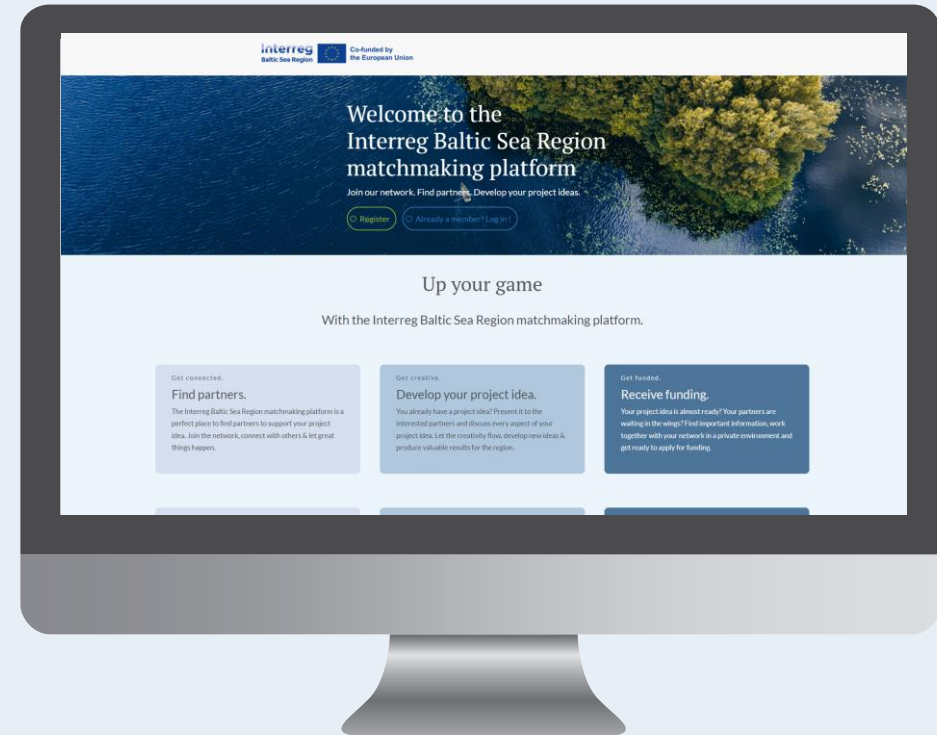 Interreg
Baltic Sea Region
Co-funded by
the European Union
Welcome to the
Interreg Baltic Sea Region
matchmaking platform
Join our network. Find partners. Develop your project ideas.
Register
Already a member? Log in!
Up your game
With the Interreg Baltic Sea Region matchmaking platform.
Get connected.
Find partners.
The Interreg Baltic Sea Region matchmaking platform is a
perfect place to find partners to support your project
idea. Join the network, connect with others & let great
things happen.
Get creative.
Develop your project idea.
You already have a project idea? Present it to the
interested partners and discuss every aspect of your
project idea. Let the creativity flow, develop new ideas &
produce valuable results for the region.
Get funded.
Receive funding.
Your project idea is almost ready? Your partners are
waiting in the wings? Find important information, work
together with your network in a private environment and
get ready to apply for funding.